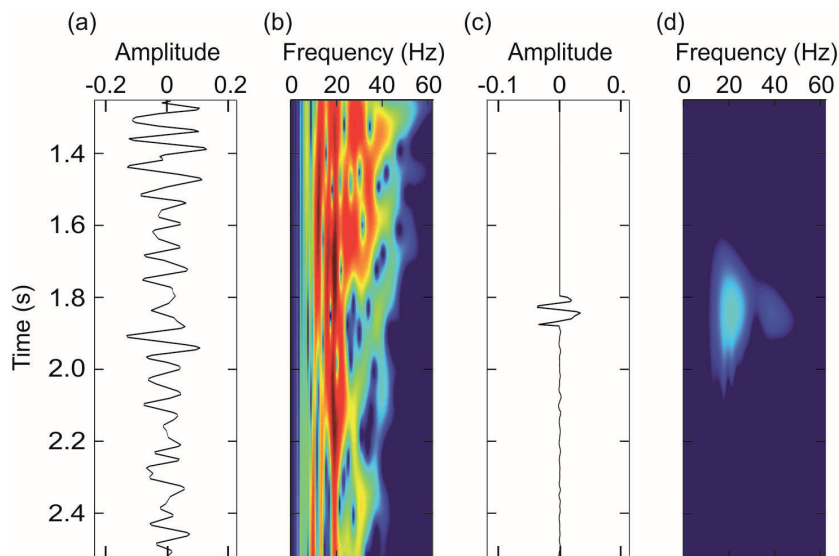 (a) (b) (c) (d)
Amplitude Frequency (Hz) Amplitude Frequency (Hz)
-0.2 0 0.2 0 20 40 60 -0.1 0 0. 0 20 40 60
1.4
1.6
1.8
2.0
2.2
2.4
Time (s)